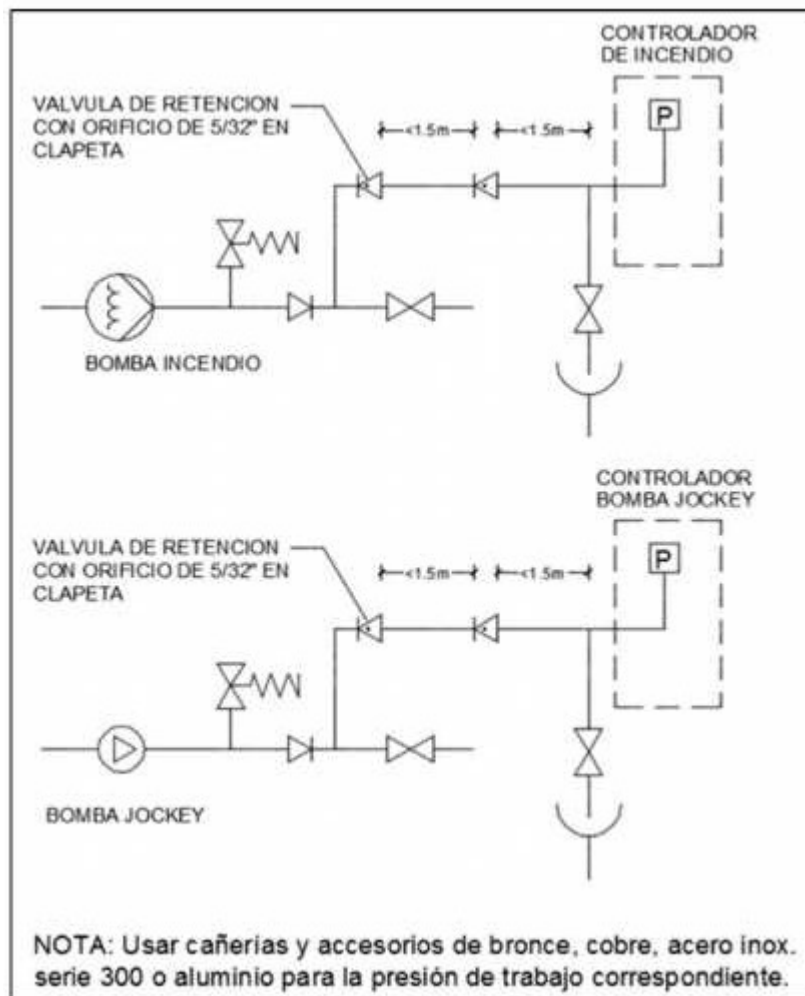 CONTROLADOR
DE INCENDIO
VALVULA DE RETENCION
CON ORIFICIO DE 5/32" EN
CLAPETA
<1.5m
<1.5m
P
BOMBA INCENDIO
CONTROLADOR
BOMBA JOCKEY
VALVULA DE RETENCION
CON ORIFICIO DE 5/32" EN
CLAPETA
<1.5m
<1.5m
P
BOMBA JOCKEY
NOTA: Usar cañerias y accesorios de bronce, cobre, acero inox.
serie 300 o aluminio para la presión de trabajo correspondiente.